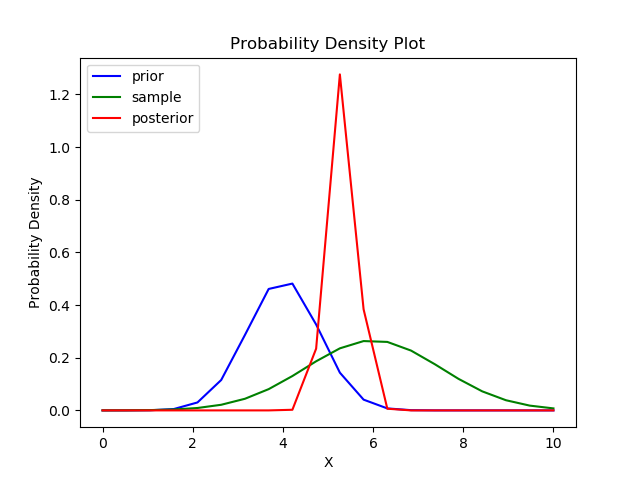 Probability Density Plot
prior
sample
posterior
Probability Density
1.2
1.0
0.8
0.6
0.4
0.2
0.0
0 2 4 6 8 10
X